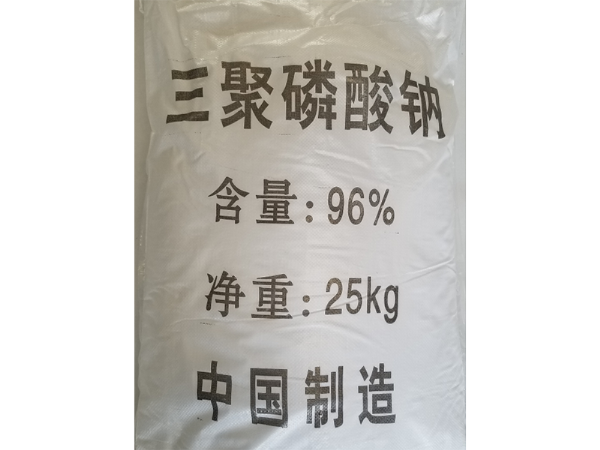 三聚磷酸钠
含量:96%
净重:25kg
中国制造